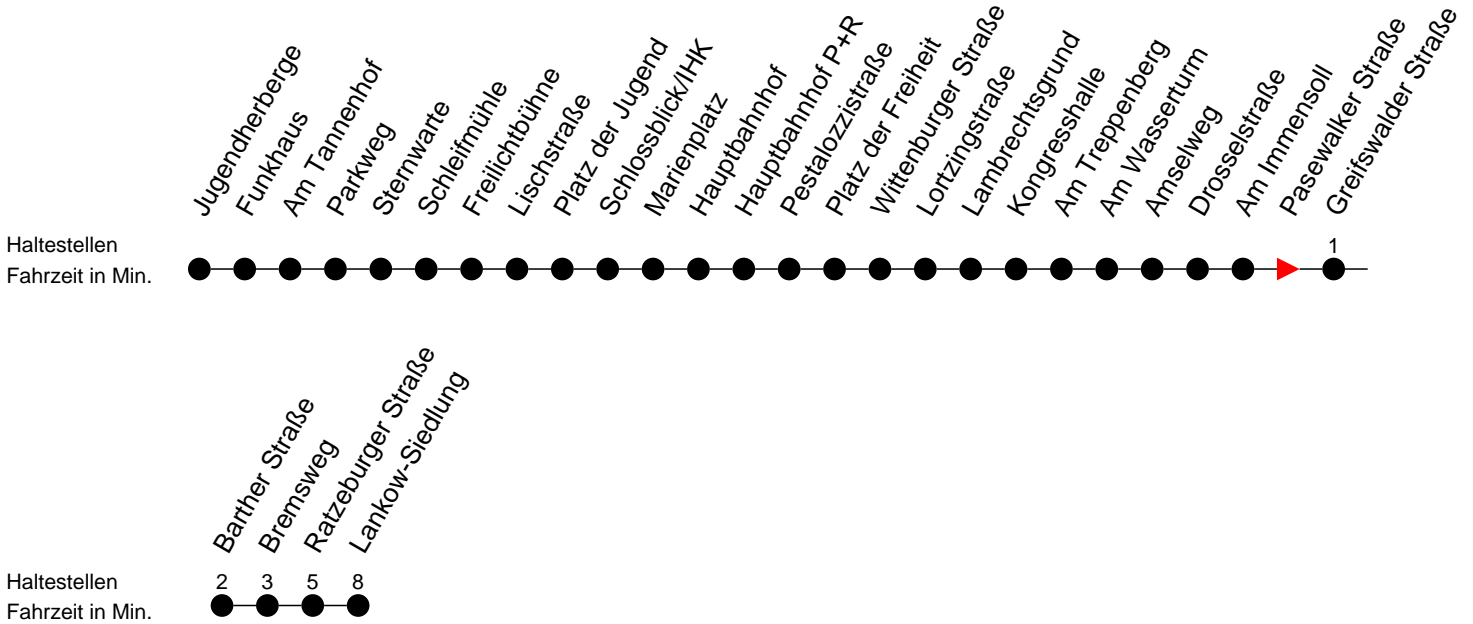 Jugendherberge
Funkhaus
Am Tannenhof
Parkweg
Sternwarte
Schleifmühle
Freilichtbühne
Lischstraße
Platz der Jugend
Schlossblick/IHK
Marienplatz
Hauptbahnhof
Hauptbahnhof P+R
Pestalozzistraße
Platz der Freiheit
Wittenburger Straße
Lortzingstraße
Lambrechtsgrund
Kongresshalle
Am Treppenberg
Am Wasserturm
Amselweg
Drosselstraße
Am Immensoll
Pasewalker Straße
Greifswalder Straße
Haltestellen
1
Fahrzeit in Min.
Barther Straße
Bremsweg
Ratzeburger Straße
Lankow-Siedlung
Haltestellen
2 3 5 8
Fahrzeit in Min.